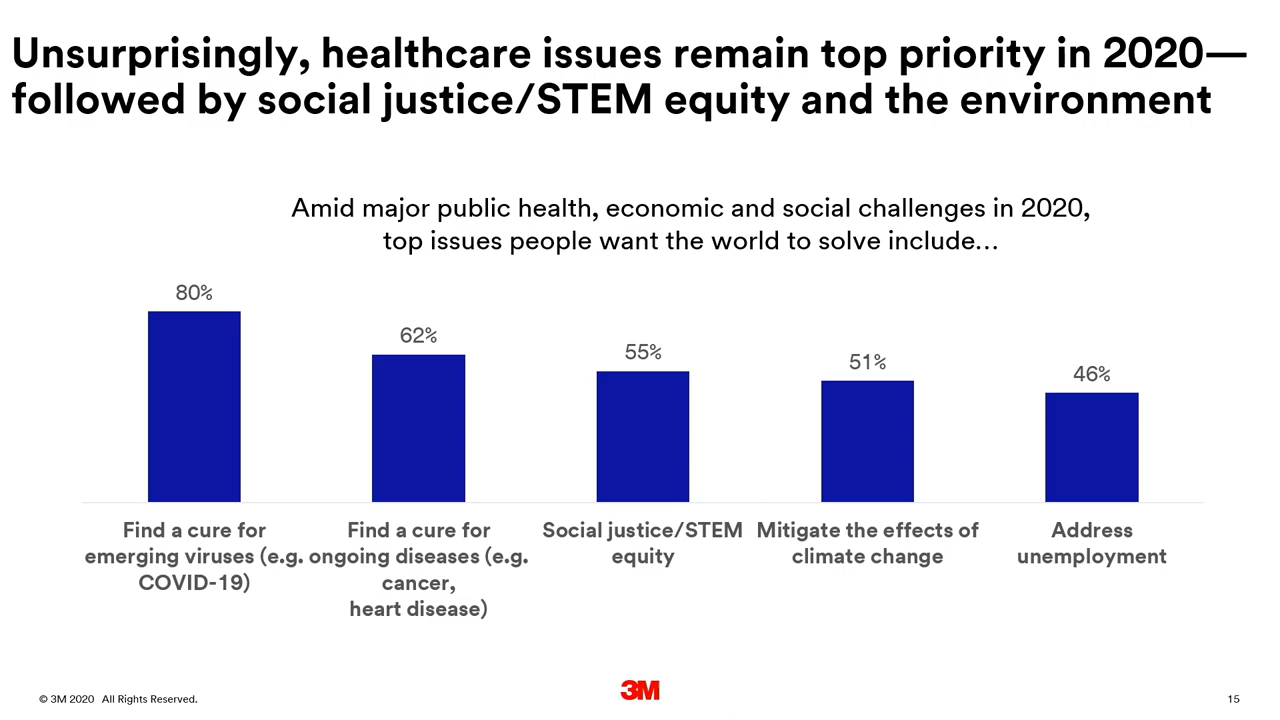 Unsurprisingly, healthcare issues remain top priority in 2020—
followed by social justice/STEM equity and the environment
Amid major public health, economic and social challenges in 2020,
top issues people want the world to solve include…
80%
62%
55%
51%
46%
Find a cure for
emerging viruses (e.g.
COVID-19)
Find a cure for
ongoing diseases (e.g.
cancer,
heart disease)
Social justice/STEM
equity
Mitigate the effects of
climate change
Address
unemployment
© 3M 2020 All Rights Reserved.
3M
15